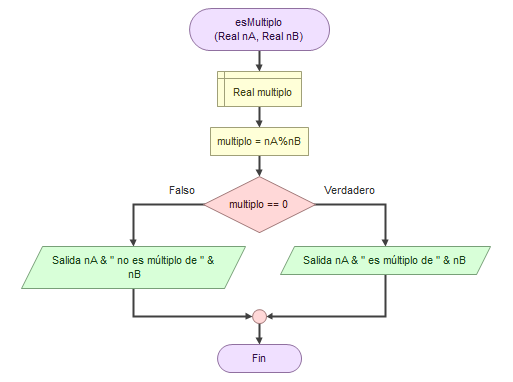 esMultiplo
(Real nA, Real nB)
Real multiplo
multiplo = nA%nB
Falso
Verdadero
multiplo == 0
Salida nA & " no es múltiplo de " &
nB
Salida nA & " es múltiplo de " & nB
Fin